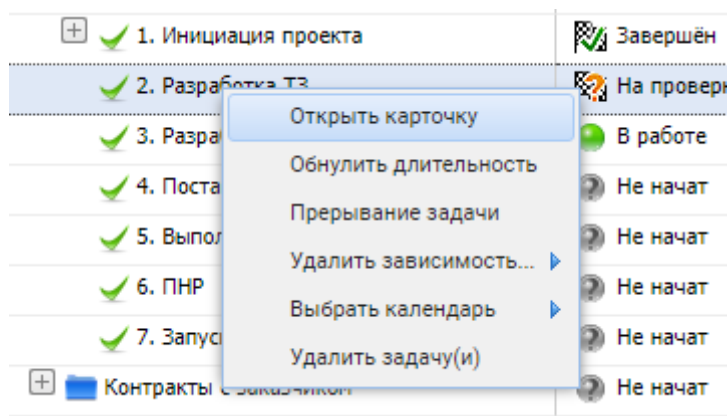 1. Инициация проекта Завершён
2. Разработка ТЗ На проверк
Открыть карточку
3. Разра В работе
Обнулить длительность
4. Поста Не начат
Прерывание задачи
5. Выпол Не начат
Удалить зависимость...
6. ПНР Не начат
Выбрать календарь
7. Запус Не начат
Удалить задачу(и)
Контракты с заказчиком Не начат